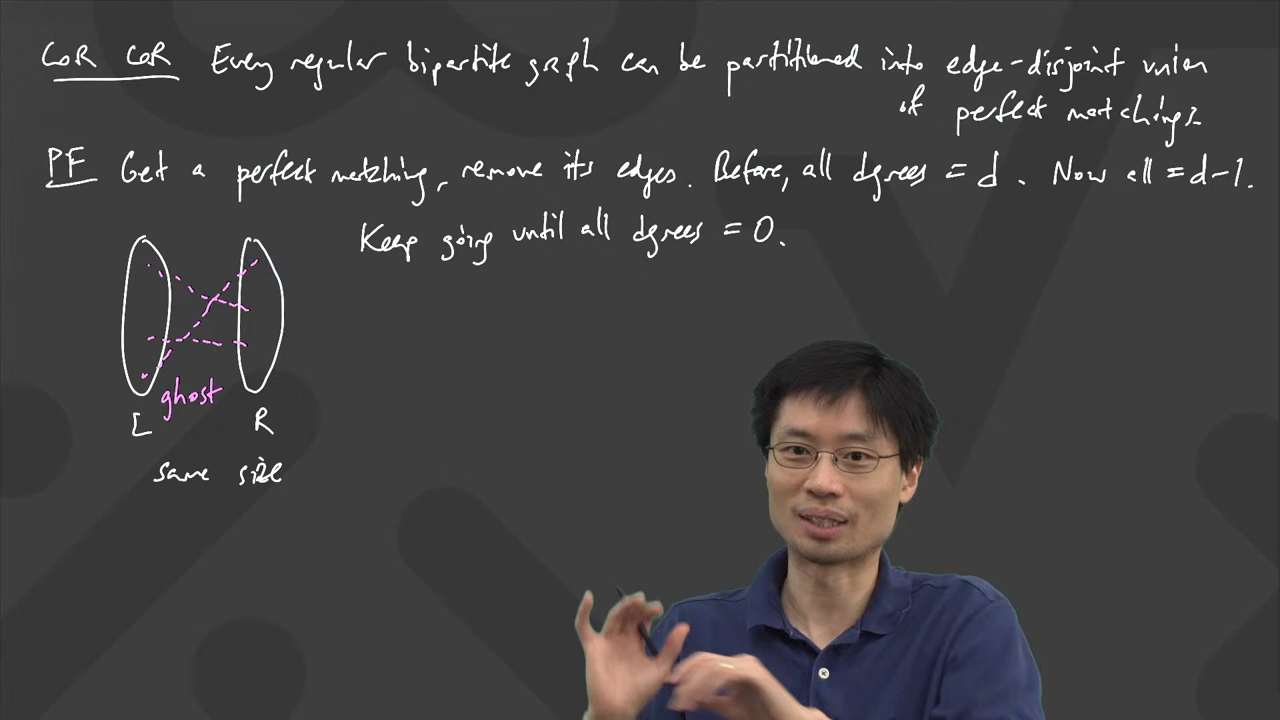 COR COR Every regular bipartite graph can be partitioned into edge-disjoint union
of perfect matchings.
PF Get a perfect matching, remove its edges. Before, all degrees = d. Now all = d-1.
Keep going until all degrees = 0.
ghost
L R
same size